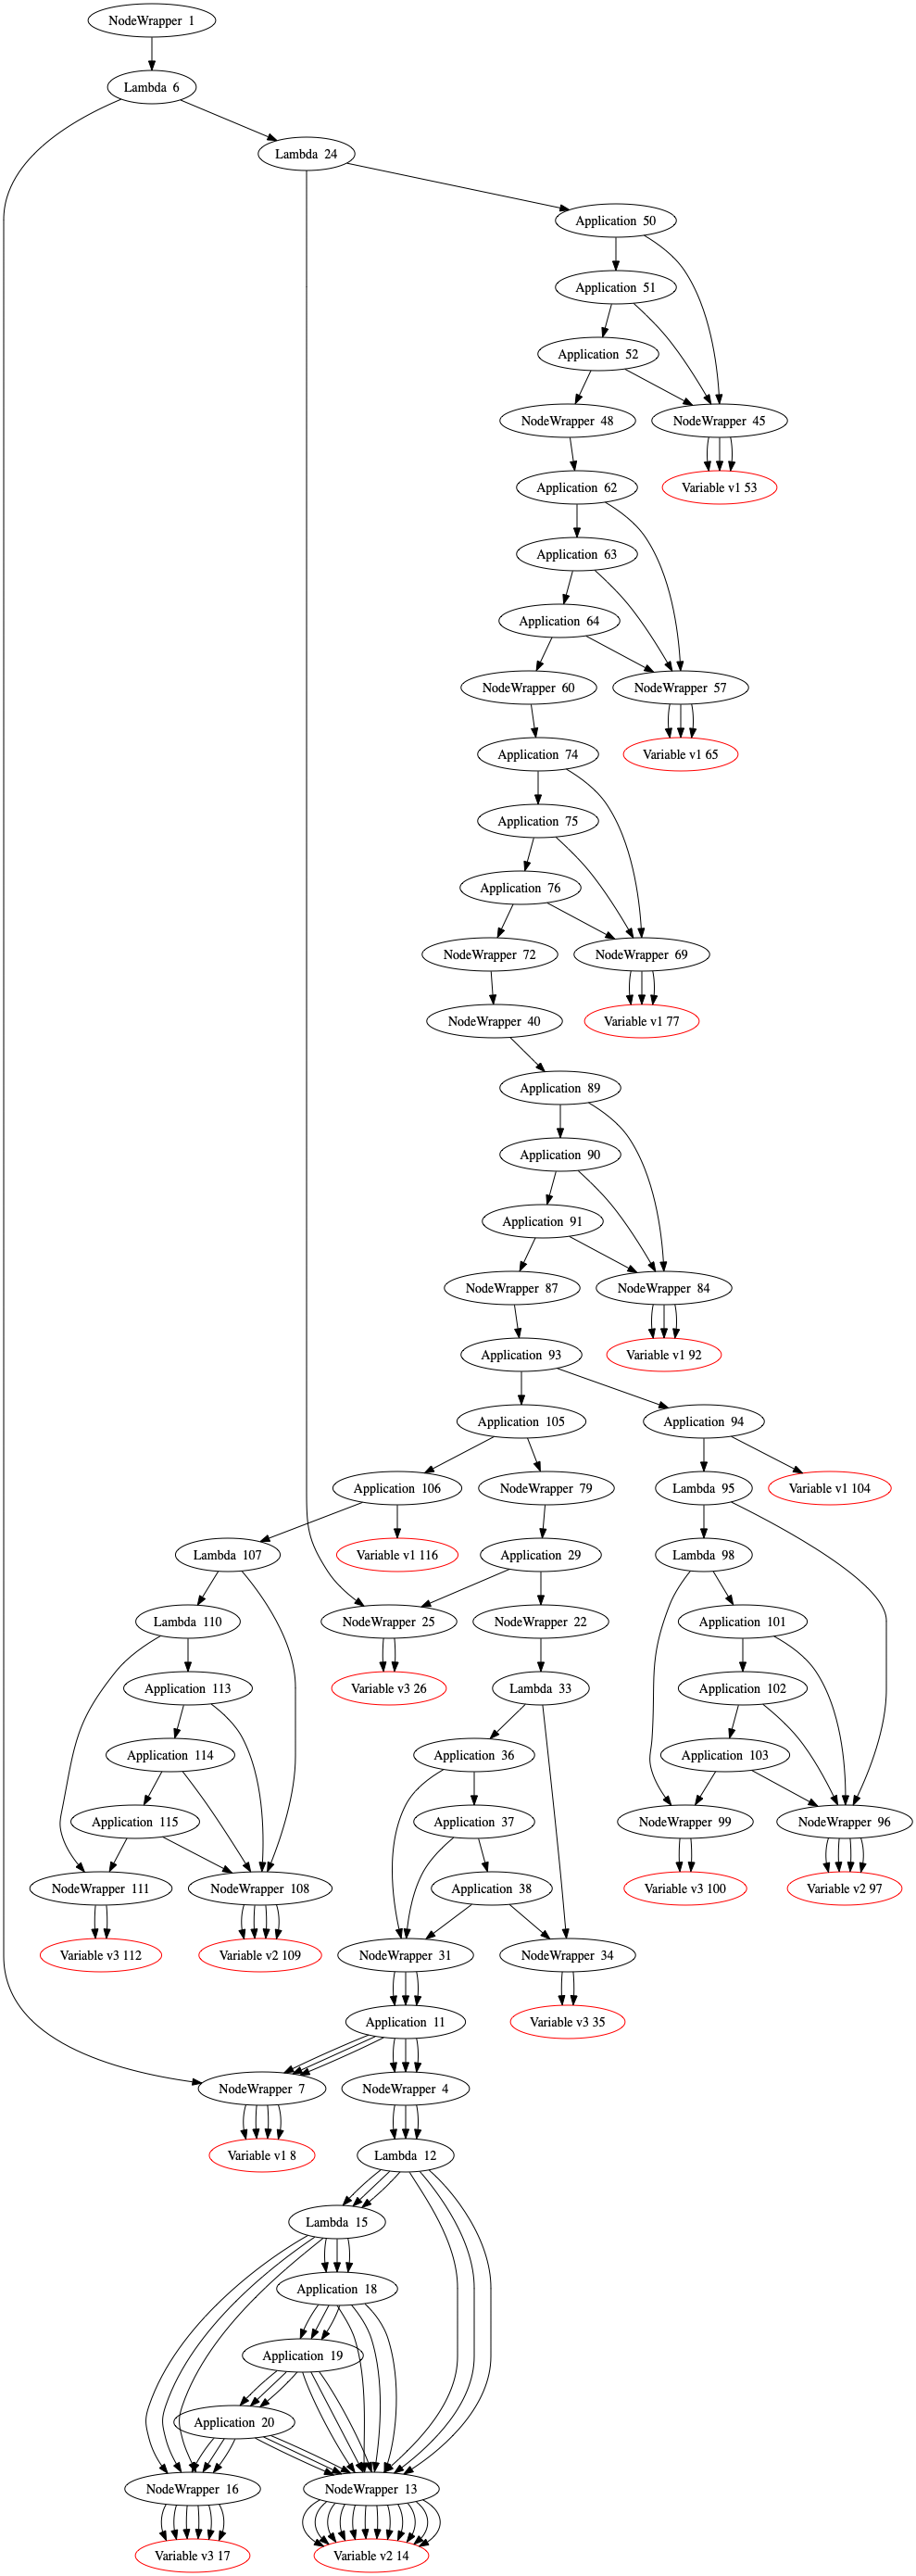 NodeWrapper 1
Lambda 6
Lambda 24
Application 50
Application 51
Application 52
NodeWrapper 48
NodeWrapper 45
Application 62
Variable v1 53
Application 63
Application 64
NodeWrapper 60
NodeWrapper 57
Application 74
Variable v1 65
Application 75
Application 76
NodeWrapper 72
NodeWrapper 69
NodeWrapper 40
Variable v1 77
Application 89
Application 90
Application 91
NodeWrapper 87
NodeWrapper 84
Application 93
Variable v1 92
Application 105
Application 94
Application 106
NodeWrapper 79
Lambda 95
Variable v1 104
Lambda 107
Variable v1 116
Application 29
Lambda 98
Lambda 110
NodeWrapper 25
NodeWrapper 22
Application 101
Application 113
Variable v3 26
Lambda 33
Application 102
Application 114
Application 36
Application 103
Application 115
Application 37
NodeWrapper 99
NodeWrapper 96
NodeWrapper 111
NodeWrapper 108
Application 38
Variable v3 100
Variable v2 97
Variable v3 112
Variable v2 109
NodeWrapper 31
NodeWrapper 34
Application 11
Variable v3 35
NodeWrapper 7
NodeWrapper 4
Variable v1 8
Lambda 12
Lambda 15
Application 18
Application 19
Application 20
NodeWrapper 16
NodeWrapper 13
Variable v3 17
Variable v2 14